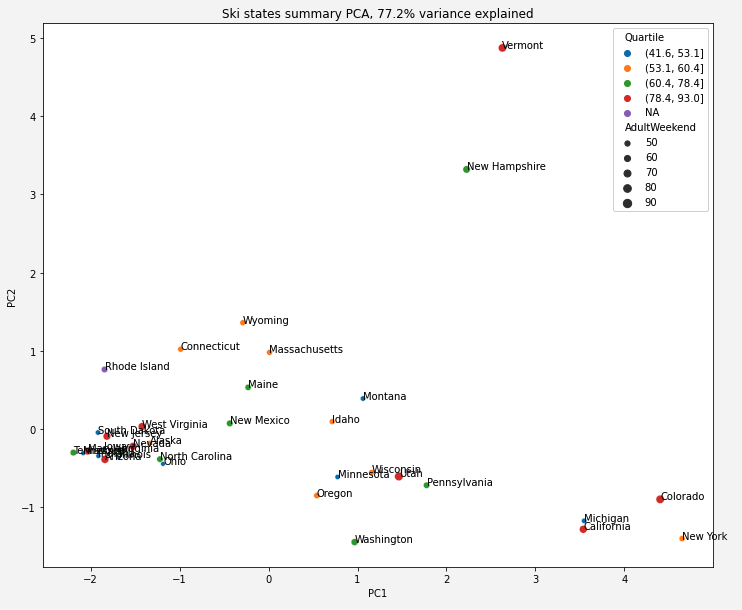 Ski states summary PCA, 77.2% variance explained
Quartile
(41.6, 53.1]
(53.1, 60.4]
(60.4, 78.4]
(78.4, 93.0]
NA
AdultWeekend
50
60
70
80
90
Vermont
New Hampshire
Wyoming
Connecticut
Massachusetts
Rhode Island
Maine
Montana
West Virginia
New Mexico
Idaho
South Dakota
New Jersey
Alaska
Nevada
North Carolina
Ohio
Wisconsin
Minnesota
Utah
Pennsylvania
Oregon
Colorado
Michigan
California
New York
Washington
5
4
3
2
1
0
−1
PC2
−2
−1
0
1
2
3
4
PC1